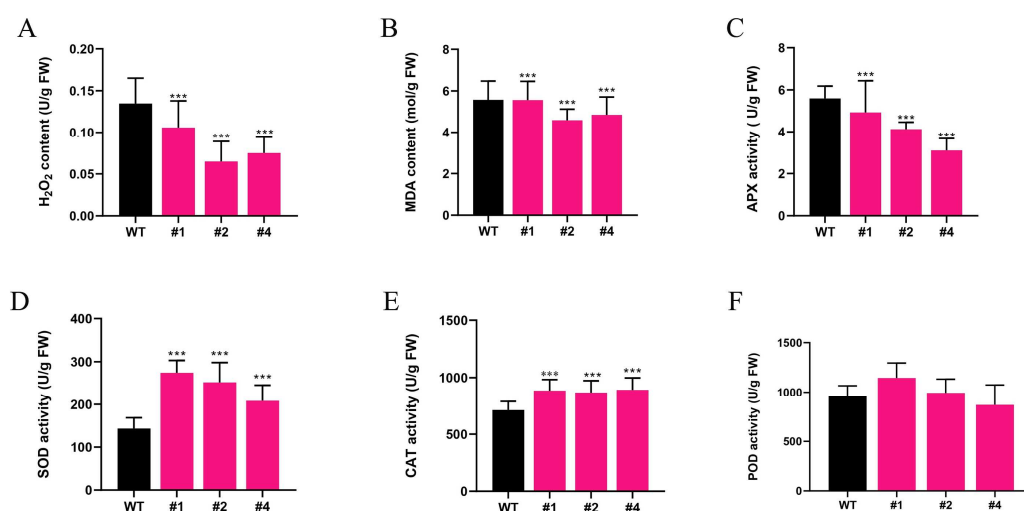 A
H₂O₂ content (U/g FW)
0.20
0.15
0.10
0.05
0.00
***
***
***
WT #1 #2 #4
B
MDA content (mol/g FW)
8
6
4
2
0
***
***
***
WT #1 #2 #4
C
APX activity ( U/g FW)
8
6
4
2
0
***
***
***
WT #1 #2 #4
D
SOD activity (U/g FW)
400
300
200
100
0
***
***
***
WT #1 #2 #4
E
CAT activity (U/g FW)
1500
1000
500
0
***
***
***
WT #1 #2 #4
F
POD activity (U/g FW)
1500
1000
500
0
WT #1 #2 #4